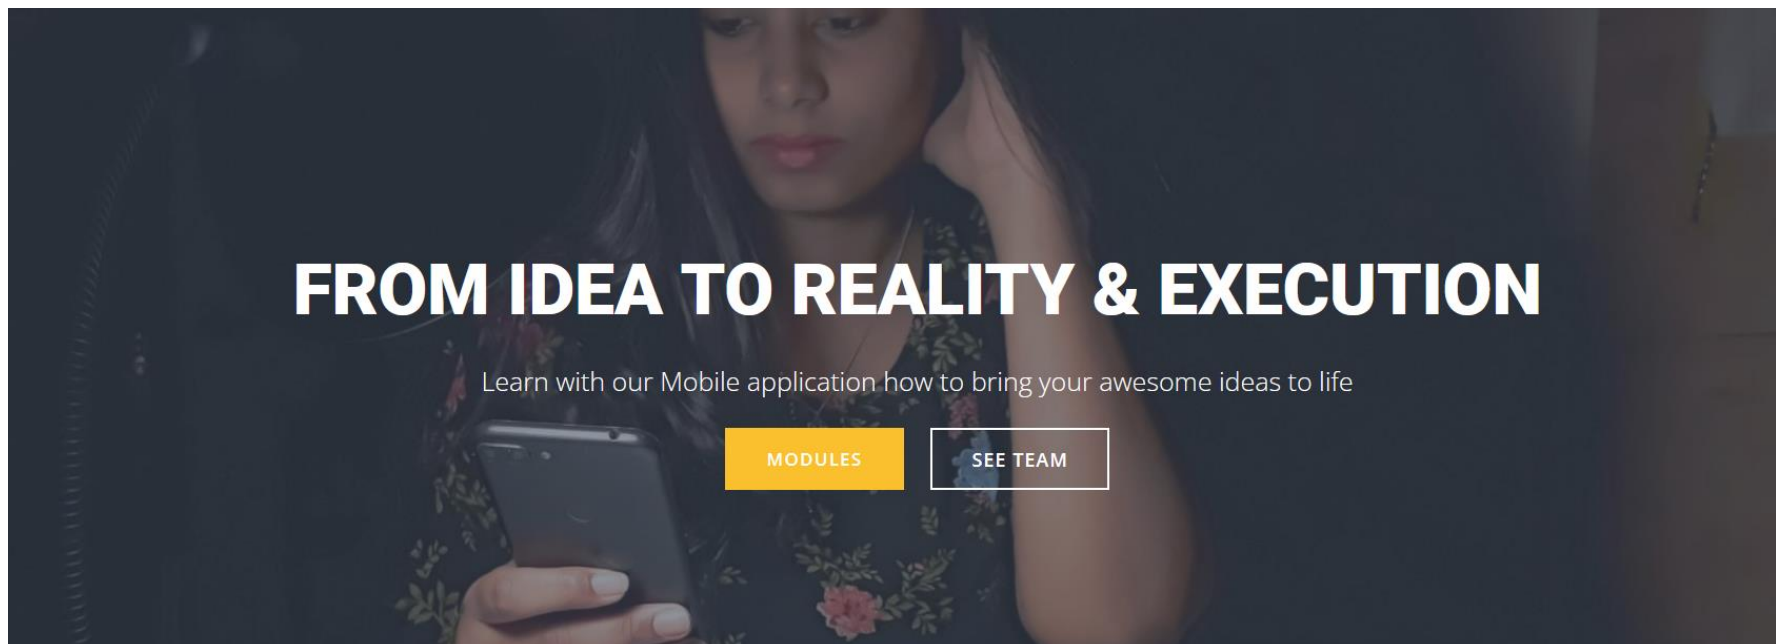 FROM IDEA TO REALITY & EXECUTION
Learn with our Mobile application how to bring your awesome ideas to life
MODULES
SEE TEAM